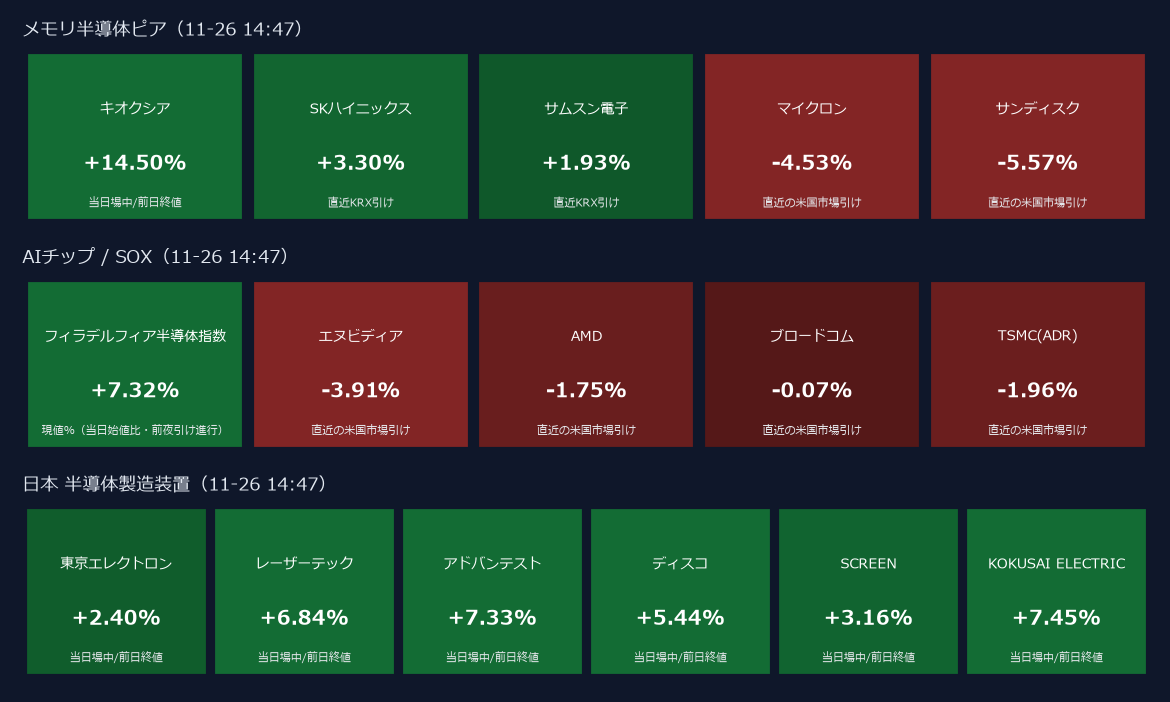 メモリ半導体ピア（11-26 14:47）
キオクシア
+14.50%
当日場中/前日終値
SKハイニックス
+3.30%
直近KRX引け
サムスン電子
+1.93%
直近KRX引け
マイクロン
-4.53%
直近の米国市場引け
サンディスク
-5.57%
直近の米国市場引け
AIチップ / SOX（11-26 14:47）
フィラデルフィア半導体指数
+7.32%
現値%（当日始値比・前夜引け進行）
エヌビディア
-3.91%
直近の米国市場引け
AMD
-1.75%
直近の米国市場引け
ブロードコム
-0.07%
直近の米国市場引け
TSMC(ADR)
-1.96%
直近の米国市場引け
日本 半導体製造装置（11-26 14:47）
東京エレクトロン
+2.40%
当日場中/前日終値
レーザーテック
+6.84%
当日場中/前日終値
アドバンテスト
+7.33%
当日場中/前日終値
ディスコ
+5.44%
当日場中/前日終値
SCREEN
+3.16%
当日場中/前日終値
KOKUSAI ELECTRIC
+7.45%
当日場中/前日終値